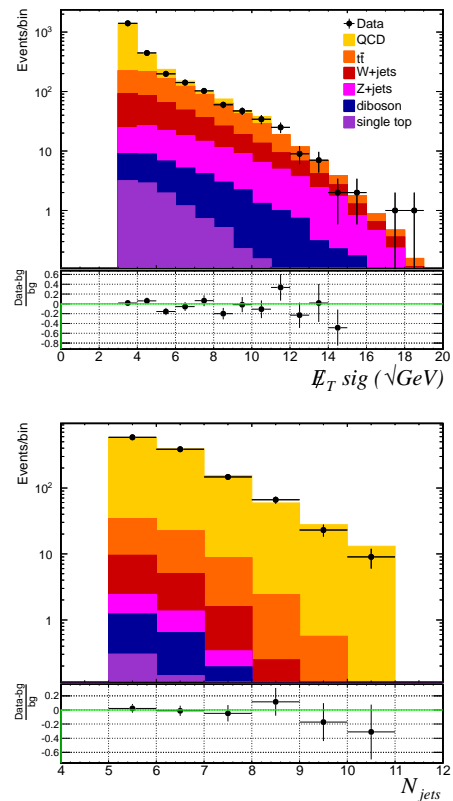 Events/bin
10³
10²
10
1
Data
QCD
tt̄
W+jets
Z+jets
diboson
single top
Data-bg
bg
0.6
0.4
0.2
0
-0.2
-0.4
-0.6
-0.8
0 2 4 6 8 10 12 14 16 18 20
E̸_T sig (√GeV)
Events/bin
10²
10
1
Data-bg
bg
0.2
0
-0.2
-0.4
-0.6
4 5 6 7 8 9 10 11 12
N_jets